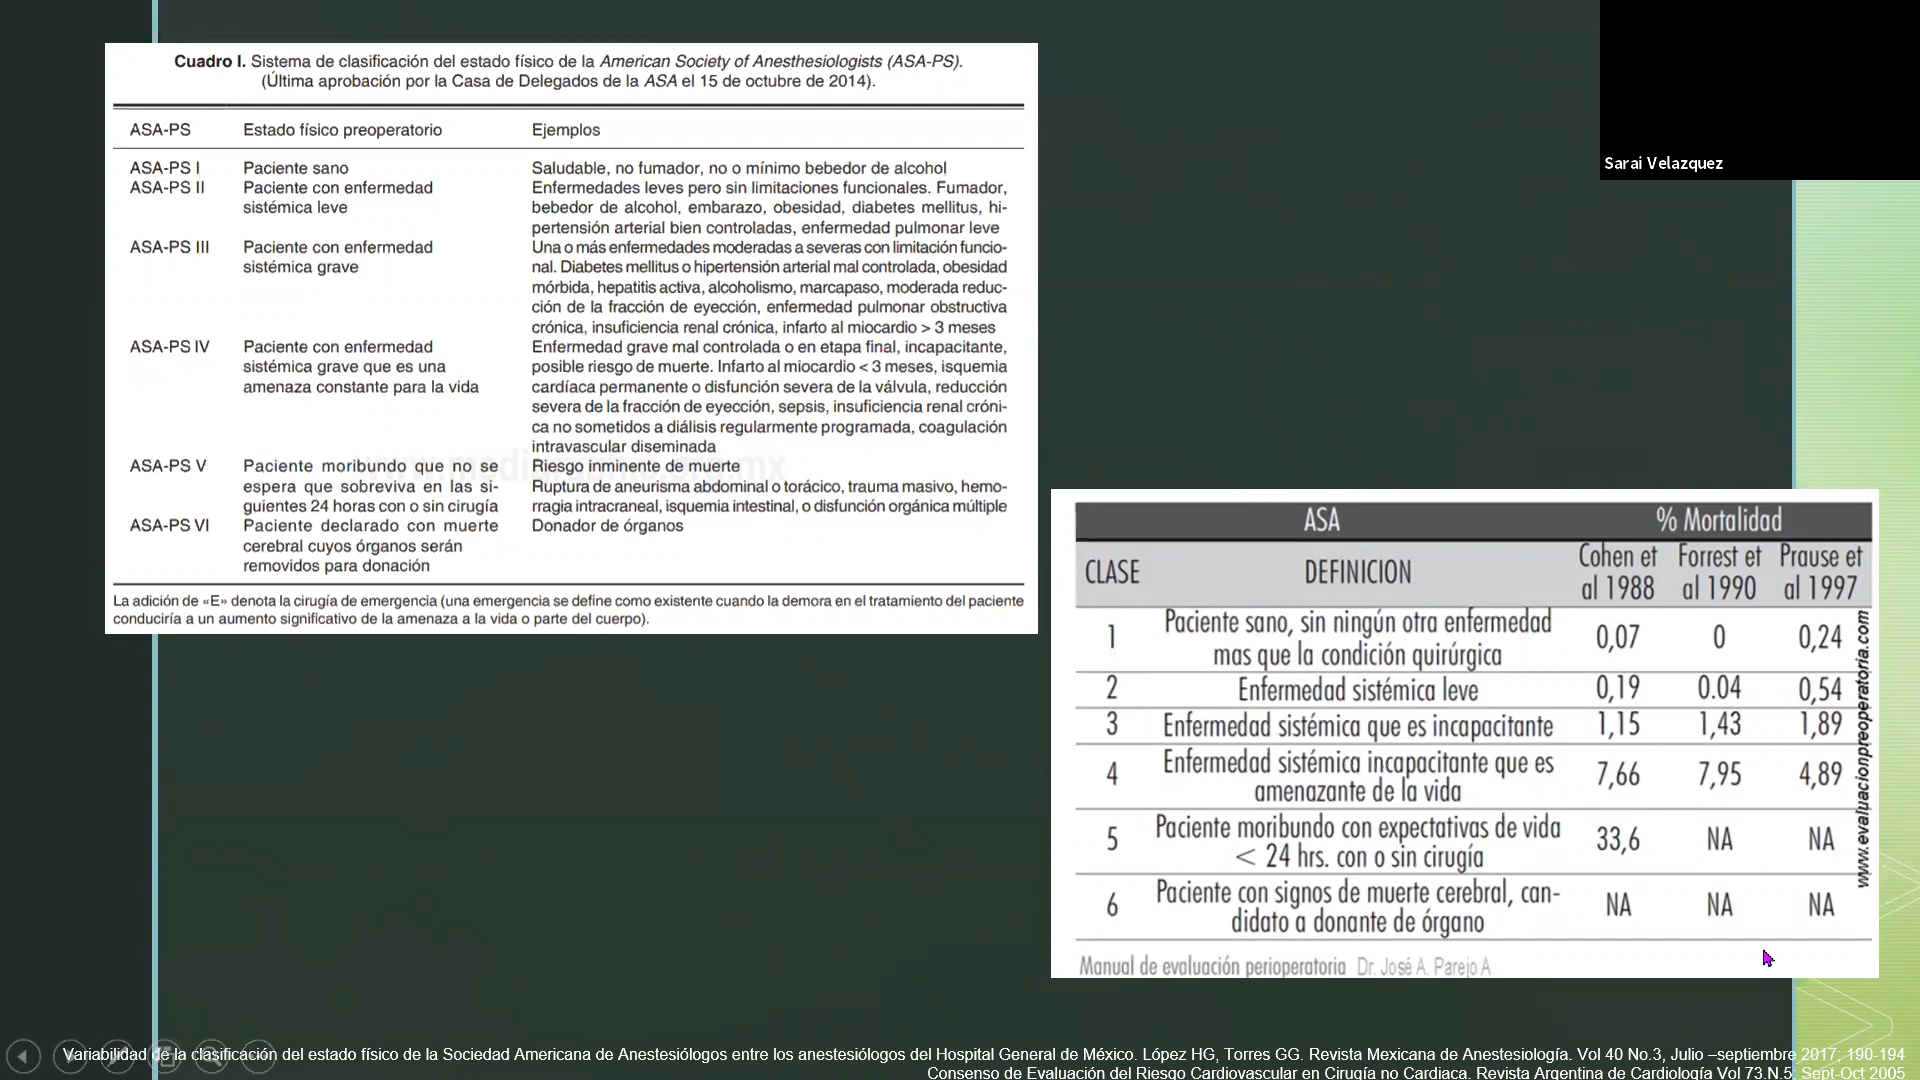 Cuadro I. Sistema de clasificación del estado físico de la American Society of Anesthesiologists (ASA-PS).
(Última aprobación por la Casa de Delegados de la ASA el 15 de octubre de 2014).
ASA-PS Estado físico preoperatorio Ejemplos
ASA-PS I Paciente sano Saludable, no fumador, no o mínimo bebedor de alcohol
ASA-PS II Paciente con enfermedad Enfermedades leves pero sin limitaciones funcionales. Fumador,
sistémica leve bebedor de alcohol, embarazo, obesidad, diabetes mellitus, hi-
pertensión arterial bien controladas, enfermedad pulmonar leve
ASA-PS III Paciente con enfermedad Una o más enfermedades moderadas a severas con limitación funcio-
sistémica grave nal. Diabetes mellitus o hipertensión arterial mal controlada, obesidad
mórbida, hepatitis activa, alcoholismo, marcapaso, moderada reduc-
ción de la fracción de eyección, enfermedad pulmonar obstructiva
crónica, insuficiencia renal crónica, infarto al miocardio > 3 meses
ASA-PS IV Paciente con enfermedad Enfermedad grave mal controlada o en etapa final, incapacitante,
sistémica grave que es una posible riesgo de muerte. Infarto al miocardio < 3 meses, isquemia
amenaza constante para la vida cardíaca permanente o disfunción severa de la válvula, reducción
severa de la fracción de eyección, sepsis, insuficiencia renal cróni-
ca no sometidos a diálisis regularmente programada, coagulación
intravascular diseminada
ASA-PS V Paciente moribundo que no se Riesgo inminente de muerte
espera que sobreviva en las si- Ruptura de aneurisma abdominal o torácico, trauma masivo, hemo-
guientes 24 horas con o sin cirugía rragia intracraneal, isquemia intestinal, o disfunción orgánica múltiple
ASA-PS VI Paciente declarado con muerte Donador de órganos
cerebral cuyos órganos serán
removidos para donación
La adición de «E» denota la cirugía de emergencia (una emergencia se define como existente cuando la demora en el tratamiento del paciente
conduciría a un aumento significativo de la amenaza a la vida o parte del cuerpo).
Sarai Velazquez
ASA % Mortalidad
CLASE DEFINICION Cohen et al 1988 Forrest et al 1990 Prause et al 1997
1 Paciente sano, sin ningún otra enfermedad 0,07 0 0,24
mas que la condición quirúrgica
2 Enfermedad sistémica leve 0,19 0.04 0,54
3 Enfermedad sistémica que es incapacitante 1,15 1,43 1,89
4 Enfermedad sistémica incapacitante que es 7,66 7,95 4,89
amenazante de la vida
5 Paciente moribundo con expectativas de vida 33,6 NA NA
< 24 hrs. con o sin cirugía
6 Paciente con signos de muerte cerebral, can- NA NA NA
didato a donante de órgano
www.evaluacionpreoperatoria.com
Manual de evaluación perioperatoria Dr. José A. Parejo A
Variabilidad de la clasificación del estado físico de la Sociedad Americana de Anestesiólogos entre los anestesiólogos del Hospital General de México. López HG, Torres GG. Revista Mexicana de Anestesiología. Vol 40 No.3, Julio –septiembre 2017; 190-194
Consenso de Evaluación del Riesgo Cardiovascular en Cirugía no Cardiaca. Revista Argentina de Cardiología Vol 73 N.5. Sept-Oct 2005